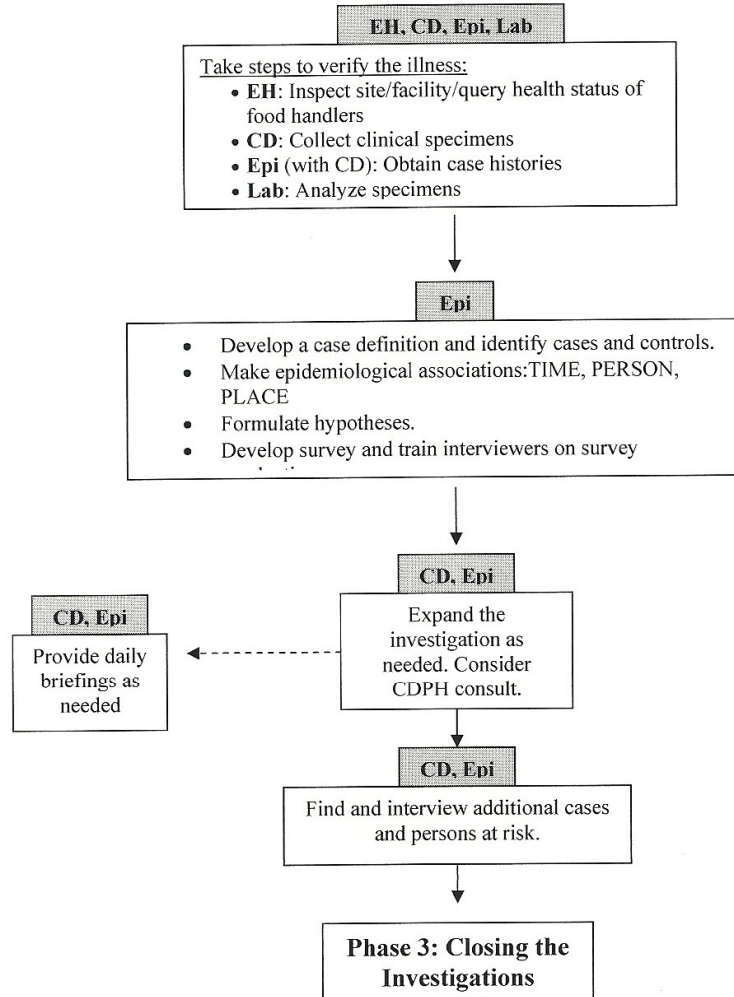 EH, CD, Epi, Lab
Take steps to verify the illness:
• EH: Inspect site/facility/query health status of
food handlers
• CD: Collect clinical specimens
• Epi (with CD): Obtain case histories
• Lab: Analyze specimens
Epi
• Develop a case definition and identify cases and controls.
• Make epidemiological associations:TIME, PERSON,
PLACE
• Formulate hypotheses.
• Develop survey and train interviewers on survey
CD, Epi
Expand the
investigation as
needed. Consider
CDPH consult.
CD, Epi
Provide daily
briefings as
needed
CD, Epi
Find and interview additional cases
and persons at risk.
Phase 3: Closing the
Investigations